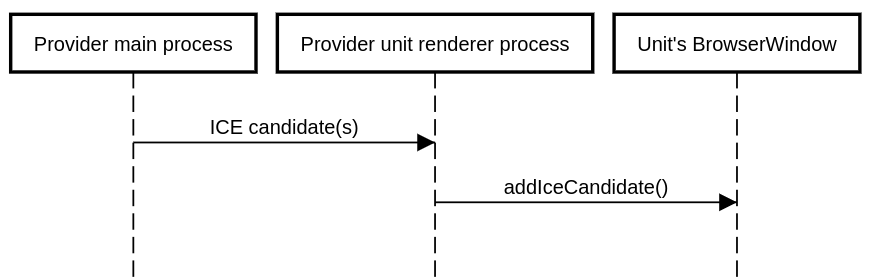 Provider main process
Provider unit renderer process
Unit's BrowserWindow
ICE candidate(s)
addIceCandidate()